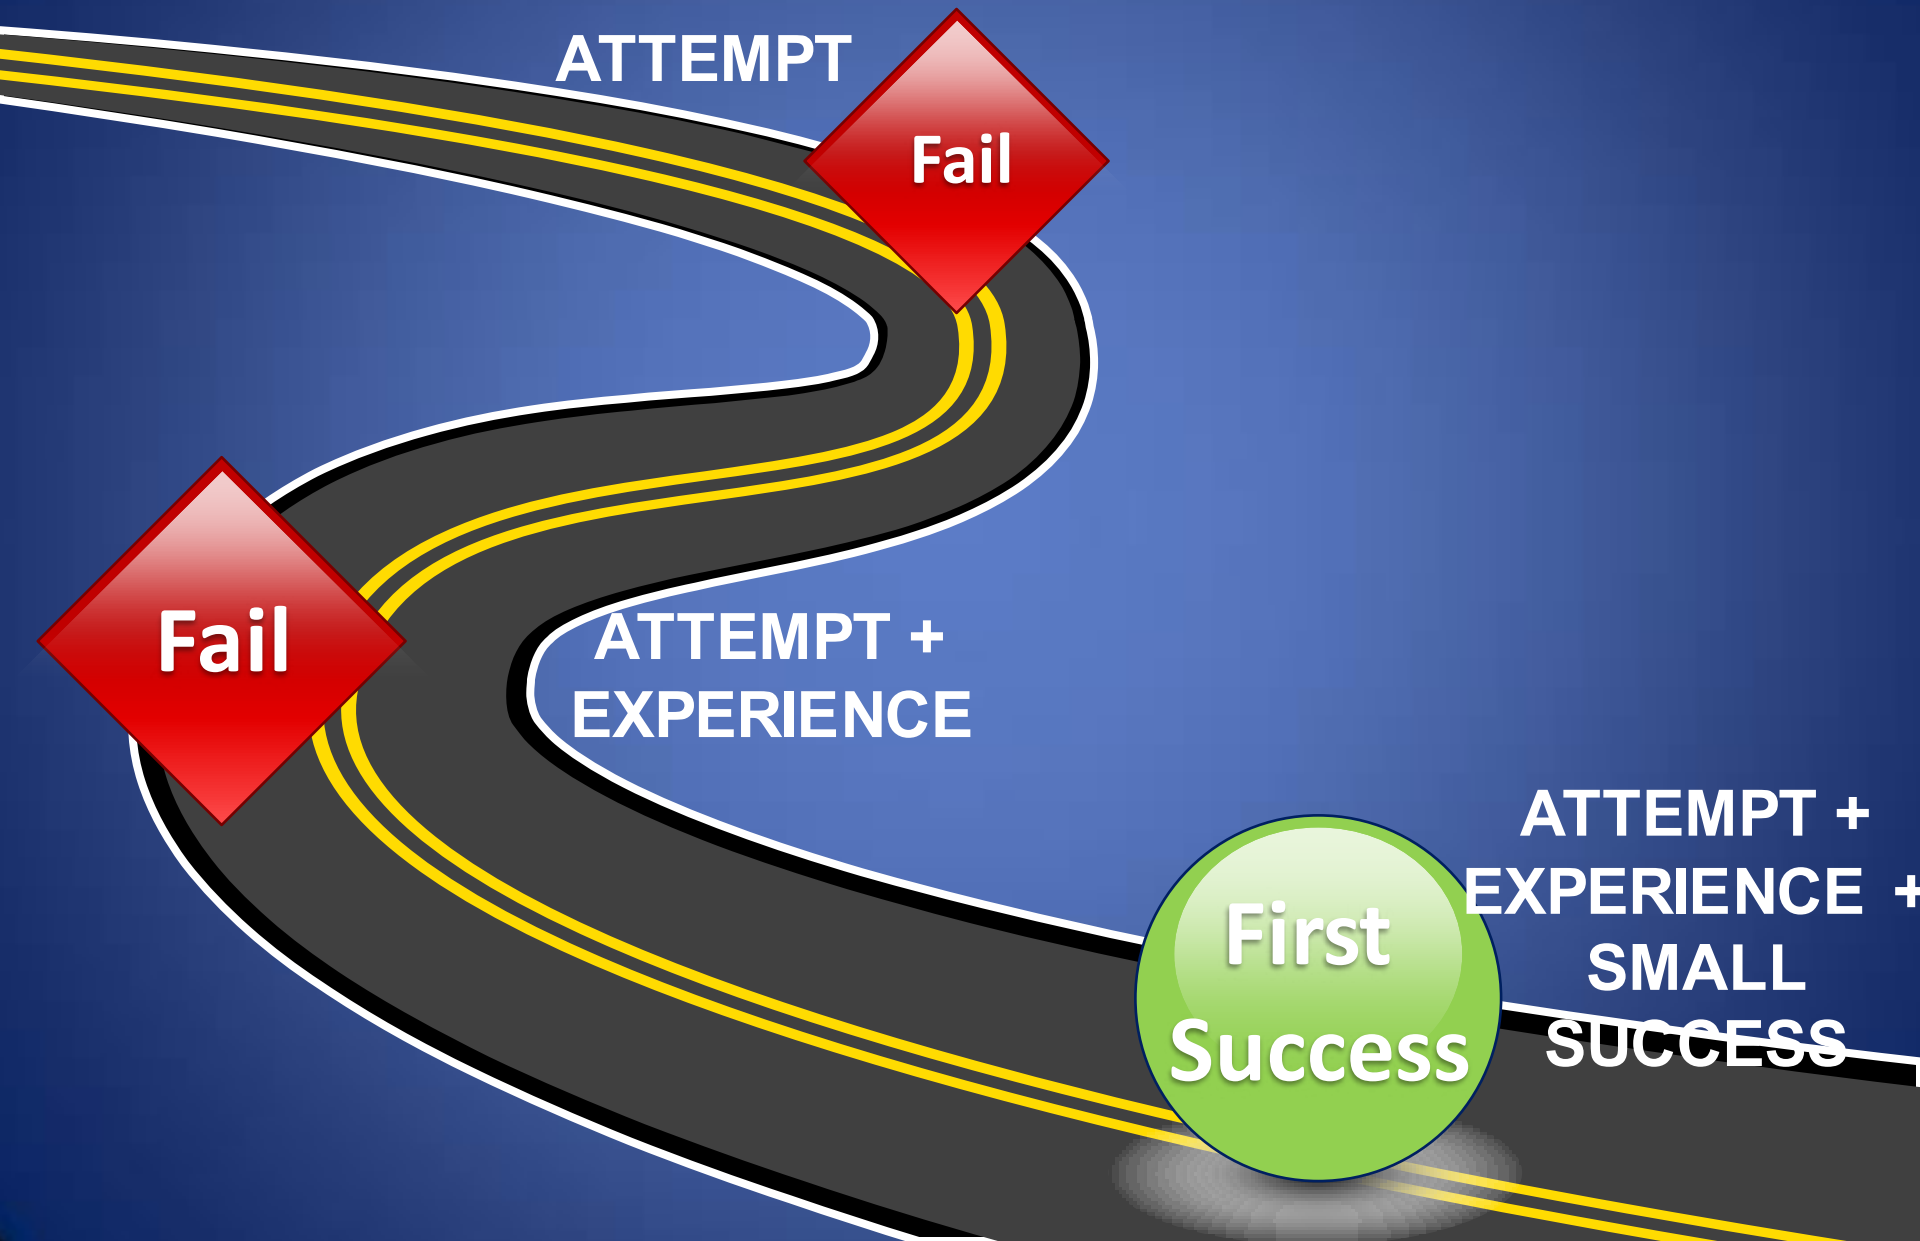 ATTEMPT
Fail
Fail
ATTEMPT +
EXPERIENCE
First
Success
ATTEMPT +
EXPERIENCE +
SMALL
SUCCESS